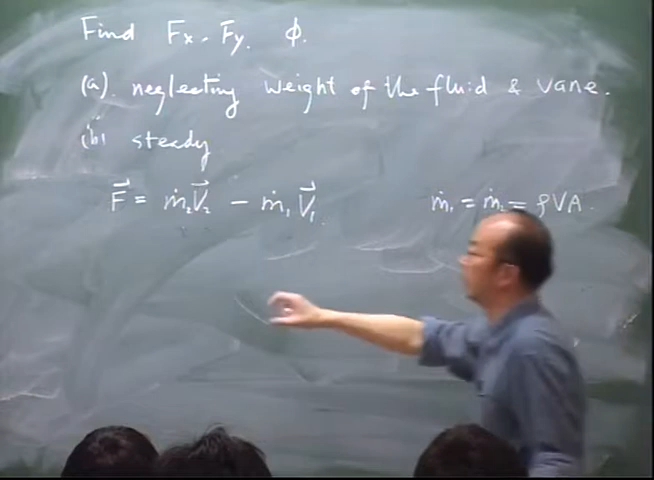 Find Fx, Fy, ϕ.
(a). neglecting weight of the fluid & vane.
(b) steady
F⃗ = ṁ₂V⃗₂ − ṁ₁V⃗₁. ṁ₁ = ṁ₂ = ρVA.